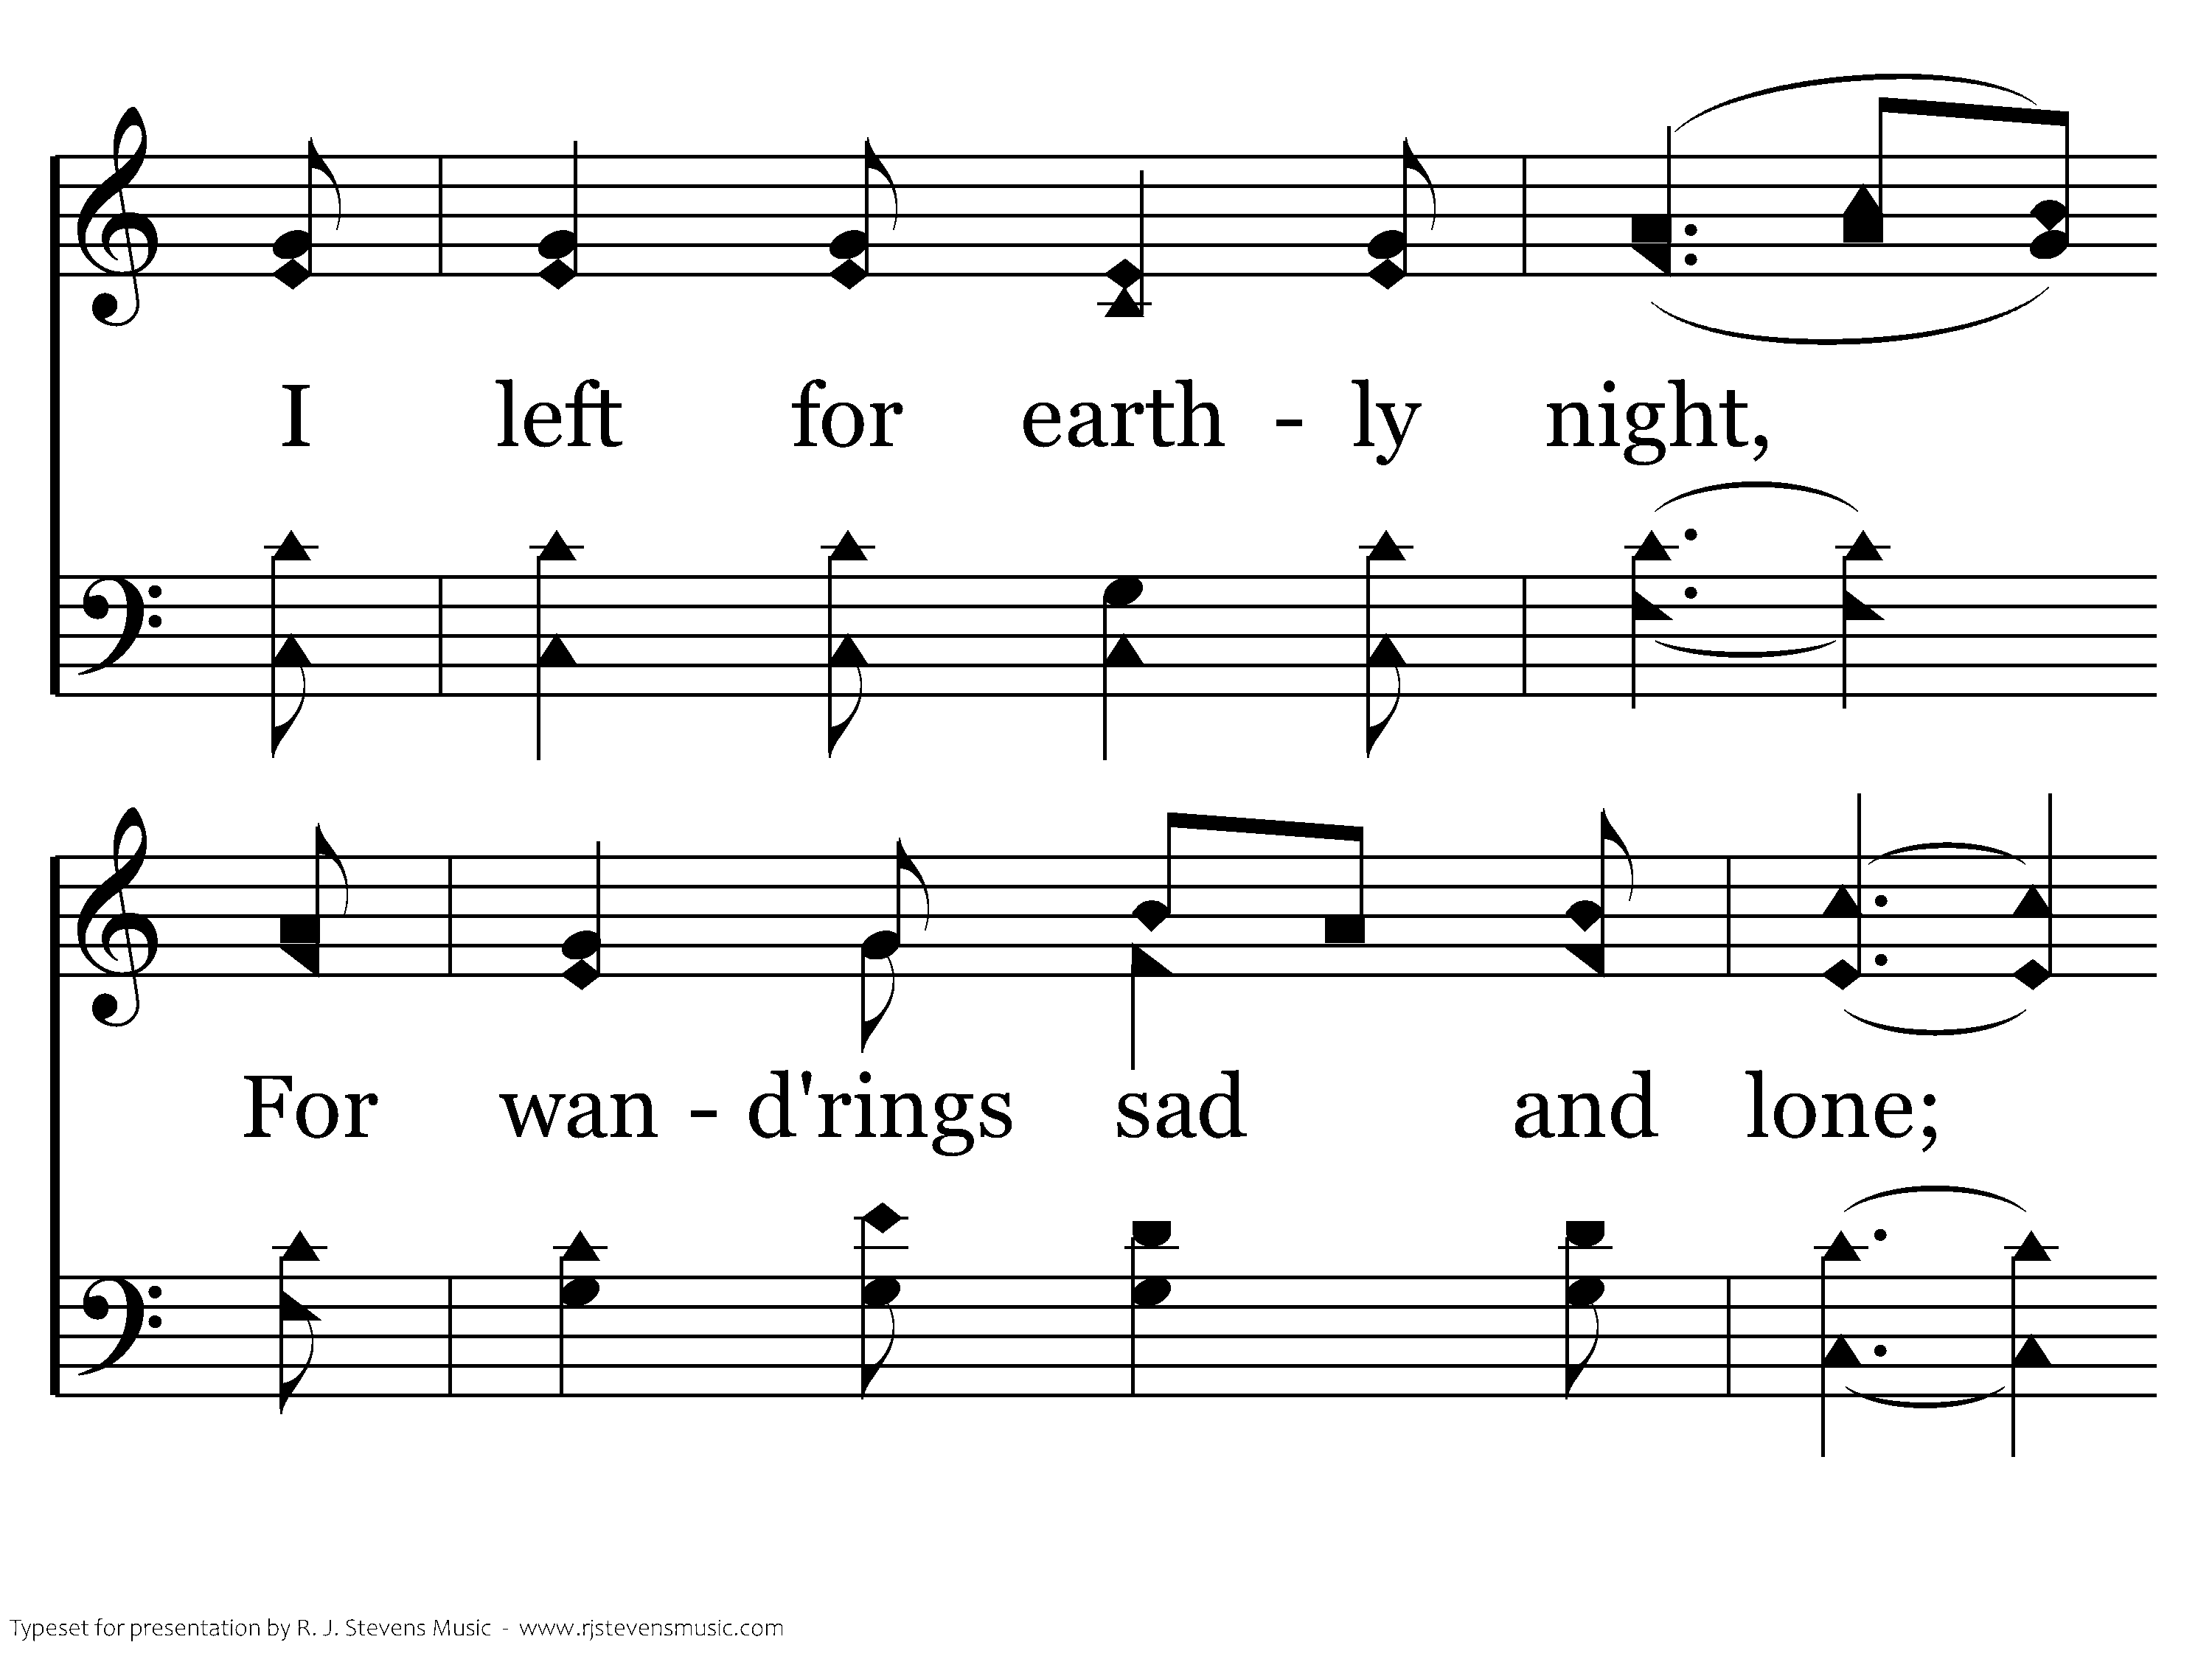 I left for earth - ly night,
For wan - d'rings sad and lone;
Typeset for presentation by R. J. Stevens Music - www.rjstevensmusic.com